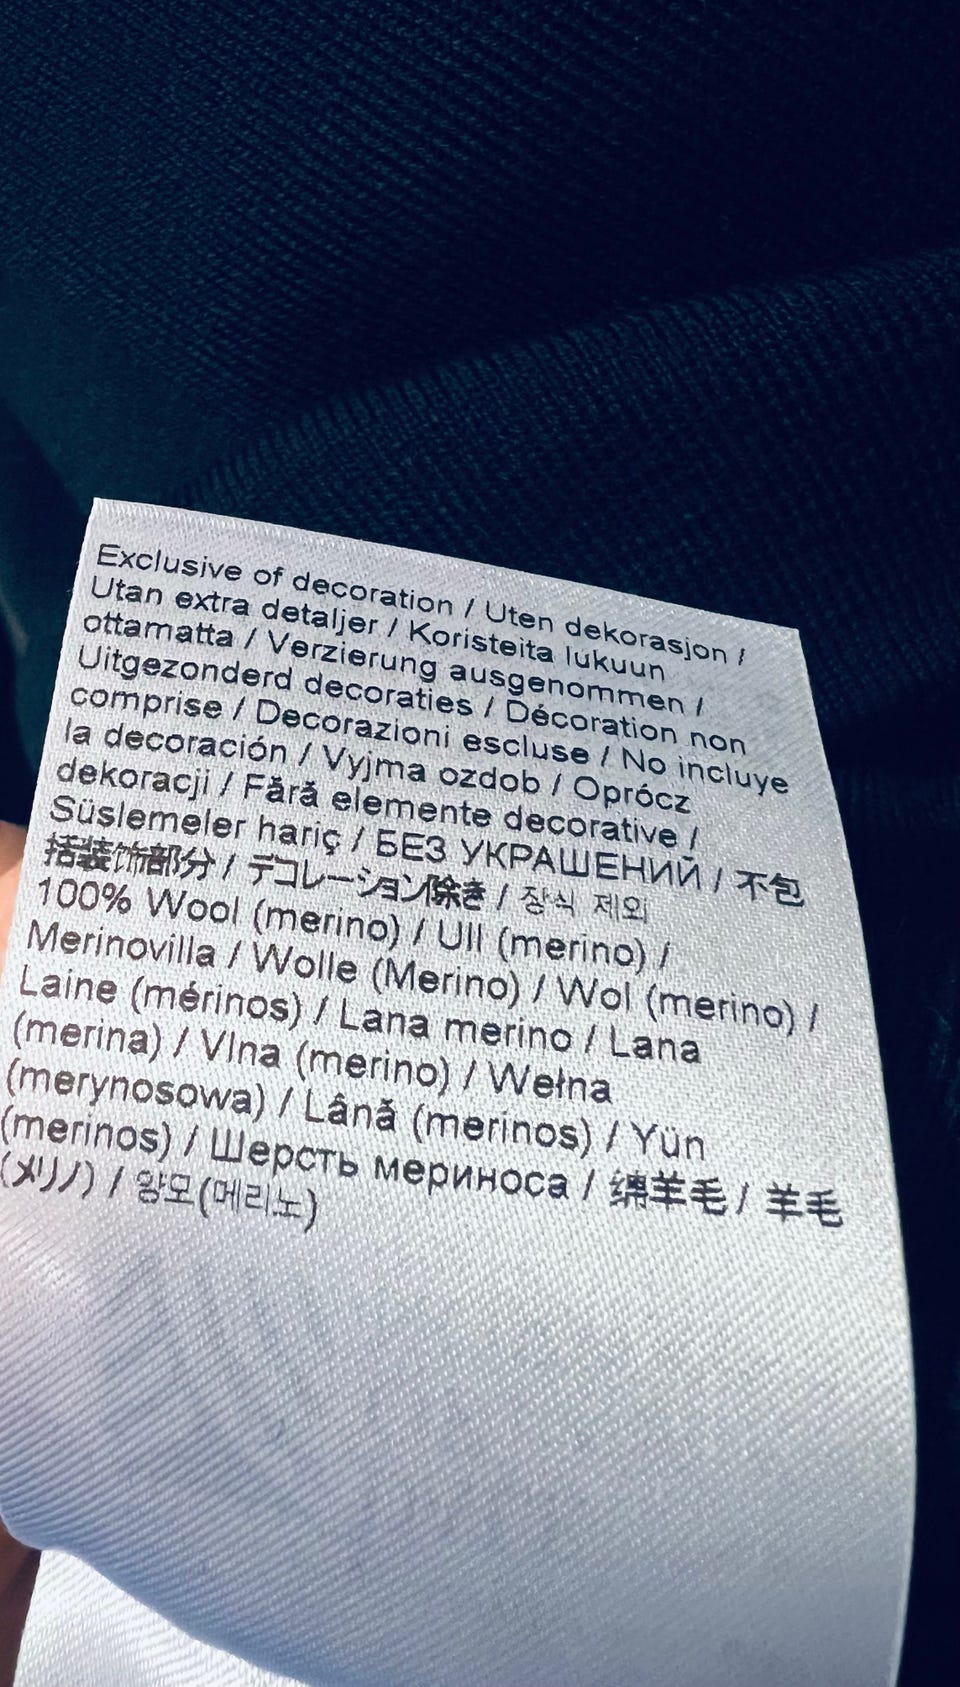 Exclusive of decoration / Uten dekorasjon /
Utan extra detaljer / Koristeita lukuun
ottamatta / Verzierung ausgenommen /
Uitgezonderd decoraties / Décoration non
comprise / Decorazioni escluse / No incluye
la decoración / Vyjma ozdob / Oprócz
dekoracji / Fără elemente decorative /
Süslemeler hariç / БЕЗ УКРАШЕНИЙ / 不包
括装饰部分 / デコレーション除き / 장식 제외
100% Wool (merino) / Ull (merino) /
Merinovilla / Wolle (Merino) / Wol (merino) /
Laine (mérinos) / Lana merino / Lana
(merina) / Vlna (merino) / Wełna
(merynosowa) / Lână (merinos) / Yün
(merinos) / Шерсть мериноса / 绵羊毛 / 羊毛
(メリノ) / 양모(메리노)